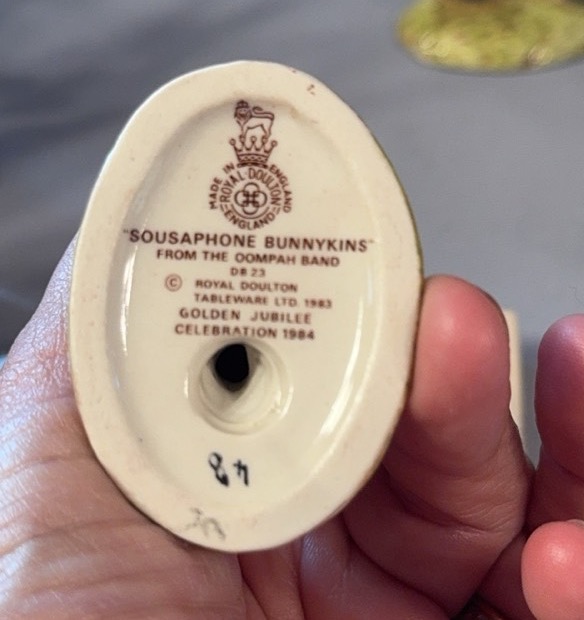 MADE IN ENGLAND
ROYAL DOULTON
ENGLAND
"SOUSAPHONE BUNNYKINS"
FROM THE OOMPAH BAND
DB 23
© ROYAL DOULTON
TABLEWARE LTD. 1983
GOLDEN JUBILEE
CELEBRATION 1984